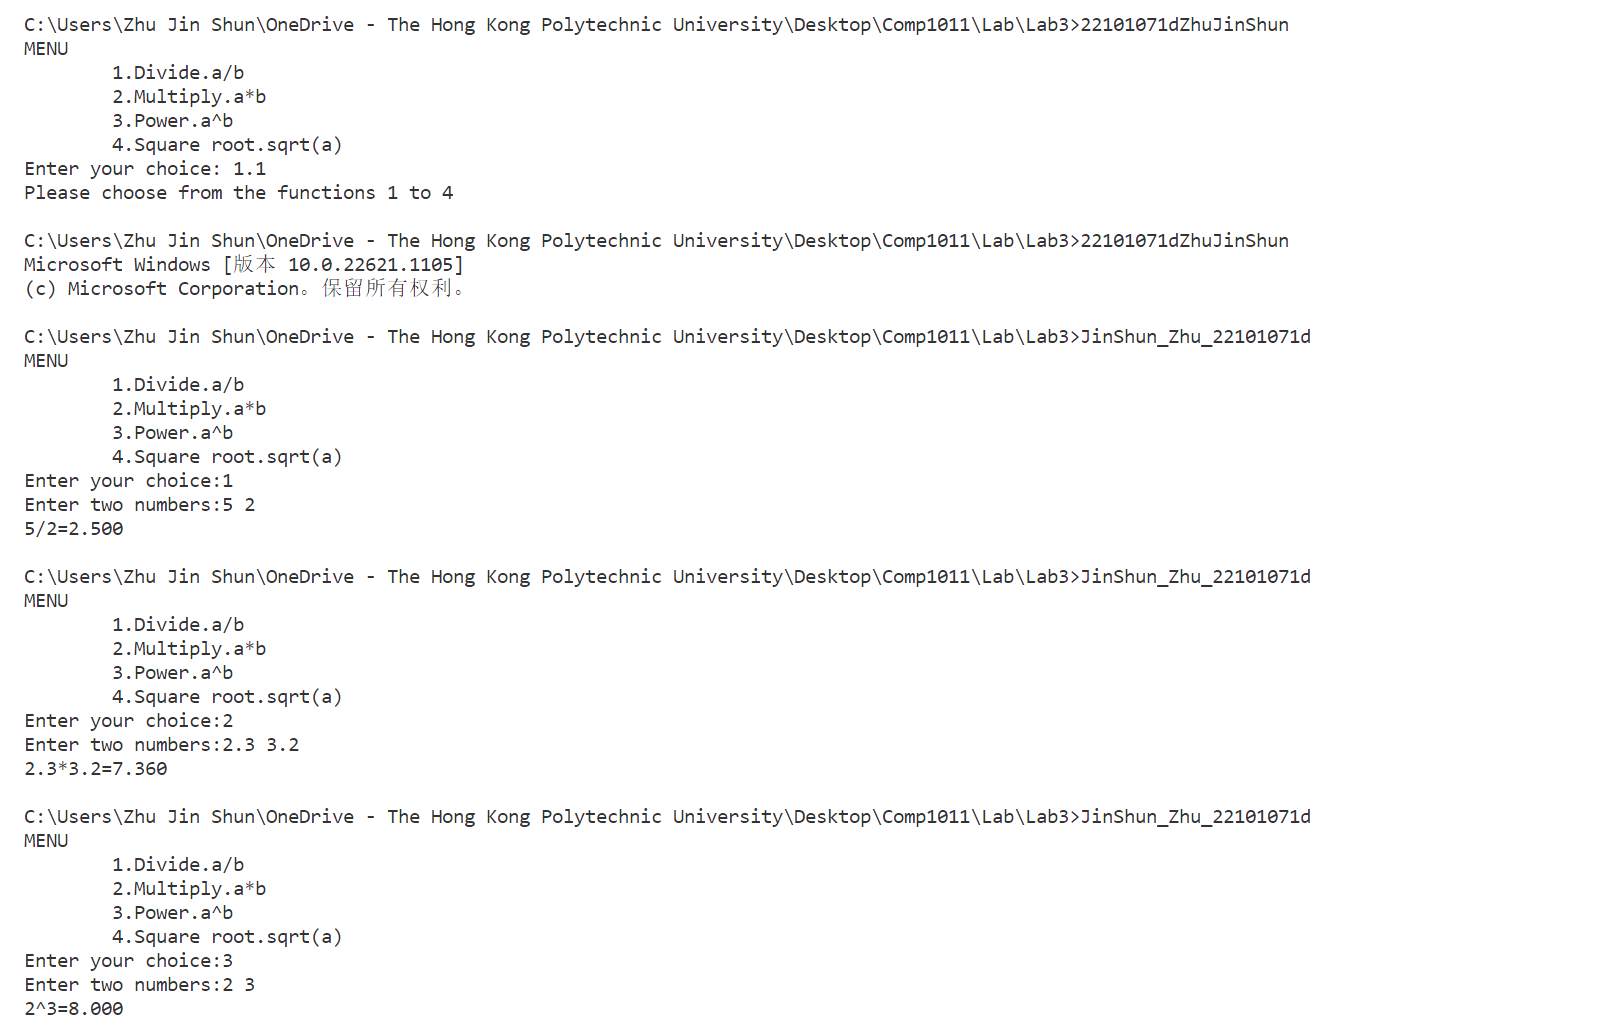 C:\Users\Zhu Jin Shun\OneDrive - The Hong Kong Polytechnic University\Desktop\Comp1011\Lab\Lab3>22101071dZhuJinShun
MENU
        1.Divide.a/b
        2.Multiply.a*b
        3.Power.a^b
        4.Square root.sqrt(a)
Enter your choice: 1.1
Please choose from the functions 1 to 4

C:\Users\Zhu Jin Shun\OneDrive - The Hong Kong Polytechnic University\Desktop\Comp1011\Lab\Lab3>22101071dZhuJinShun
Microsoft Windows [版本 10.0.22621.1105]
(c) Microsoft Corporation。保留所有权利。

C:\Users\Zhu Jin Shun\OneDrive - The Hong Kong Polytechnic University\Desktop\Comp1011\Lab\Lab3>JinShun_Zhu_22101071d
MENU
        1.Divide.a/b
        2.Multiply.a*b
        3.Power.a^b
        4.Square root.sqrt(a)
Enter your choice:1
Enter two numbers:5 2
5/2=2.500

C:\Users\Zhu Jin Shun\OneDrive - The Hong Kong Polytechnic University\Desktop\Comp1011\Lab\Lab3>JinShun_Zhu_22101071d
MENU
        1.Divide.a/b
        2.Multiply.a*b
        3.Power.a^b
        4.Square root.sqrt(a)
Enter your choice:2
Enter two numbers:2.3 3.2
2.3*3.2=7.360

C:\Users\Zhu Jin Shun\OneDrive - The Hong Kong Polytechnic University\Desktop\Comp1011\Lab\Lab3>JinShun_Zhu_22101071d
MENU
        1.Divide.a/b
        2.Multiply.a*b
        3.Power.a^b
        4.Square root.sqrt(a)
Enter your choice:3
Enter two numbers:2 3
2^3=8.000